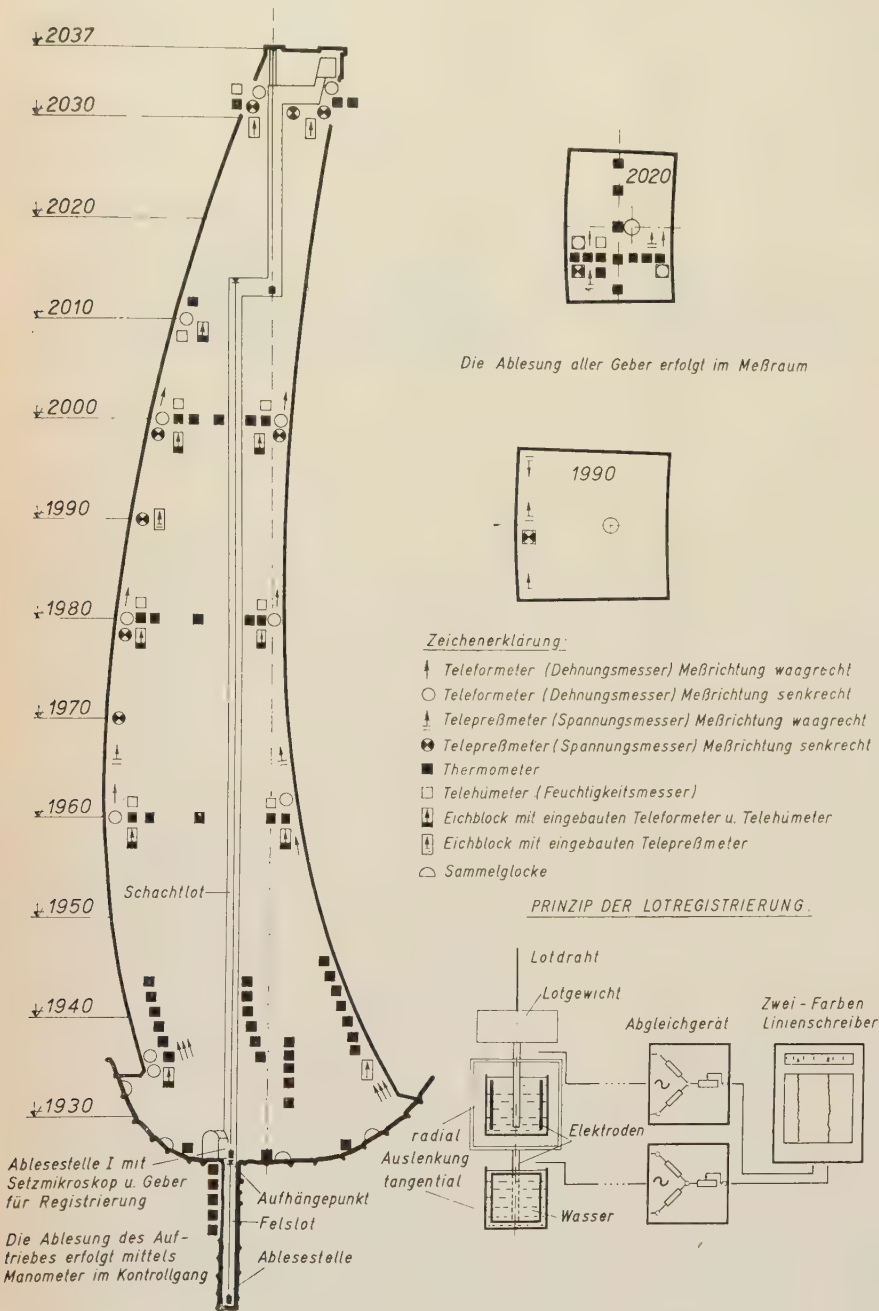 2037
2030
2020
2010
2000
1990
1980
1970
1960
1950
1940
1930
Schachtlot
Ablesestelle I mit
Setzmikroskop u. Geber
für Registrierung
Die Ablesung des Auf-
triebes erfolgt mittels
Manometer im Kontrollgang
Aufhängepunkt
Felslot
Ablesestelle
2020
Die Ablesung aller Geber erfolgt im Meßraum
1990
Zeichenerklärung:
Teleformeter (Dehnungsmesser) Meßrichtung waagrecht
Teleformeter (Dehnungsmesser) Meßrichtung senkrecht
Telepreßmeter (Spannungsmesser) Meßrichtung waagrecht
Telepreßmeter (Spannungsmesser) Meßrichtung senkrecht
Thermometer
Telehümeter (Feuchtigkeitsmesser)
Eichblock mit eingebauten Teleformeter u. Telehümeter
Eichblock mit eingebauten Telepreßmeter
Sammelglocke
PRINZIP DER LOTREGISTRIERUNG.
Lotdraht
Lotgewicht
Abgleichgerät
Zwei-Farben
Linienschreiber
radial
Auslenkung
tangential
Elektroden
Wasser